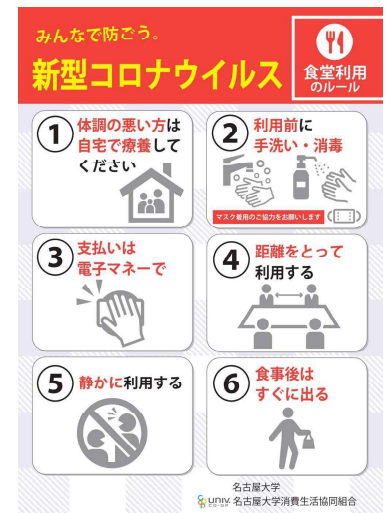 みんなで防ごう。
新型コロナウイルス
食堂利用
のルール
1
体調の悪い方は
自宅で療養して
ください
2
利用前に
手洗い・消毒
マスク着用のご協力をお願いします
3
支払いは
電子マネーで
4
距離をとって
利用する
5
静かに利用する
6
食事後は
すぐに出る
名古屋大学
univ. CO-OP 名古屋大学消費生活協同組合